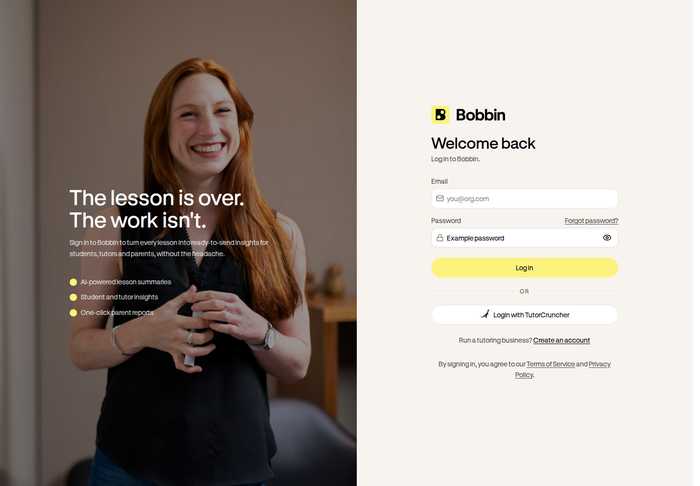 The lesson is over.
The work isn't.
Sign in to Bobbin to turn every lesson into ready-to-send insights for
students, tutors and parents, without the headache.
AI-powered lesson summaries
Student and tutor insights
One-click parent reports
Bobbin
Welcome back
Log in to Bobbin.
Email
you@org.com
Password
Forgot password?
Example password
Log in
OR
Login with TutorCruncher
Run a tutoring business? Create an account
By signing in, you agree to our Terms of Service and Privacy
Policy.